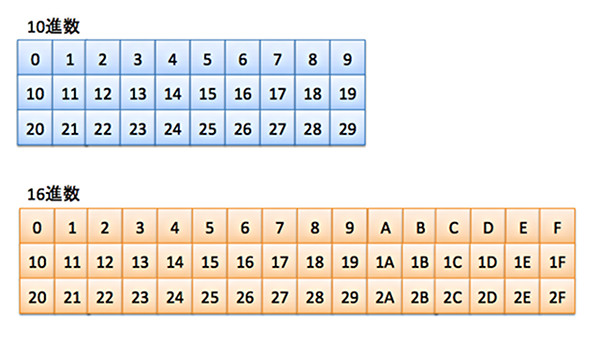 10進数
0 1 2 3 4 5 6 7 8 9
10 11 12 13 14 15 16 17 18 19
20 21 22 23 24 25 26 27 28 29
16進数
0 1 2 3 4 5 6 7 8 9 A B C D E F
10 11 12 13 14 15 16 17 18 19 1A 1B 1C 1D 1E 1F
20 21 22 23 24 25 26 27 28 29 2A 2B 2C 2D 2E 2F